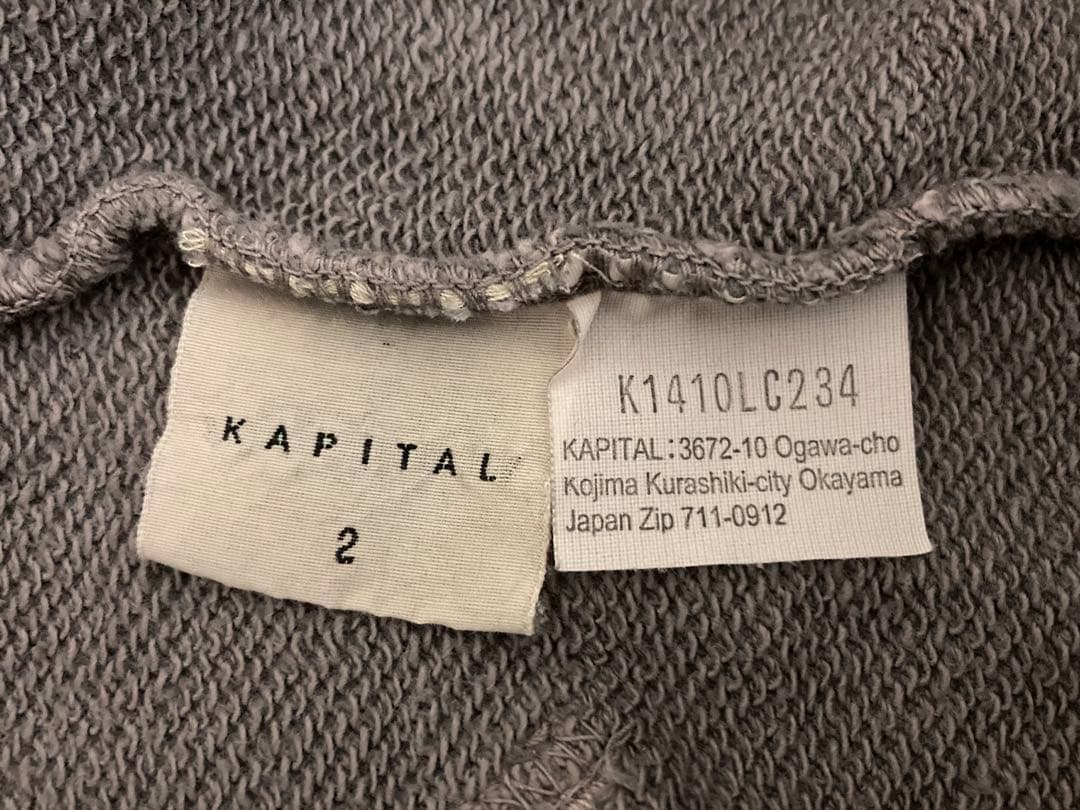 KAPITAL
2
K1410LC234
KAPITAL:3672-10 Ogawa-cho
Kojima Kurashiki-city Okayama
Japan Zip 711-0912